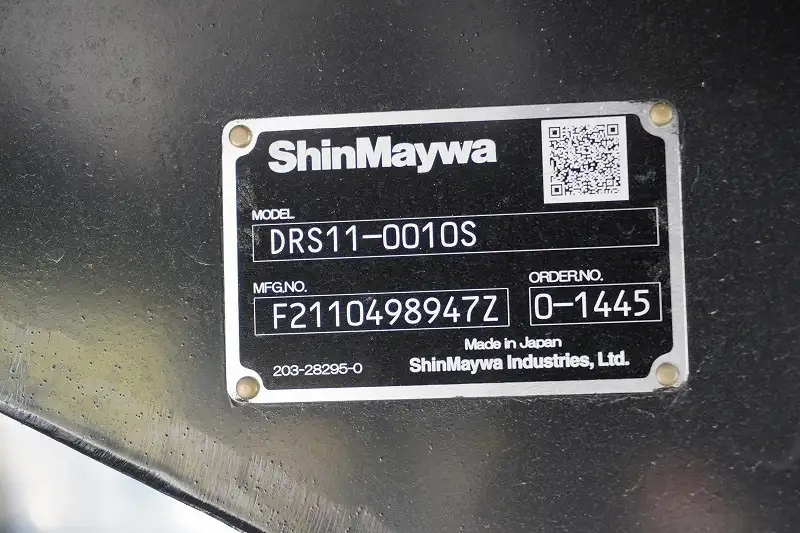 ShinMaywa
MODEL
DRS11-0010S
MFG.NO.
F2110498947Z
ORDER.NO.
0-1445
Made in Japan
203-28295-0
ShinMaywa Industries, Ltd.